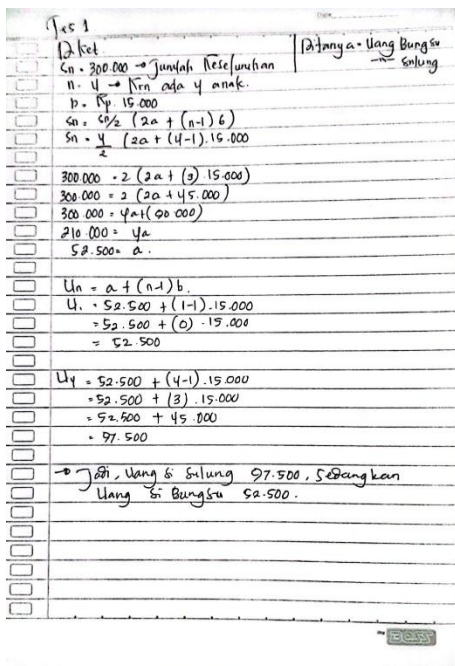 Tes 1
Diket
Ditanya = Uang Bungsu
Sulung
Sn = 300.000 → Jumlah Keseluruhan
n = 4 → Krn ada 4 anak.
b = Rp. 15.000
Sn = n/2 (2a + (n-1) b)
Sn = 4/2 (2a + (4-1). 15.000
300.000 = 2 (2a + (3) 15.000)
300.000 = 2 (2a + 45.000)
300.000 = 4a + (90 000)
210.000 = 4a
52.500 = a.
Un = a + (n-1) b.
U1 = 52.500 + (1-1). 15.000
= 52.500 + (0) . 15.000
= 52.500
U4 = 52.500 + (4-1). 15.000
= 52.500 + (3) . 15.000
= 52.500 + 45.000
= 97.500
→ Jadi, Uang si Sulung 97.500, Sedangkan
Uang si Bungsu 52.500.
BOSS